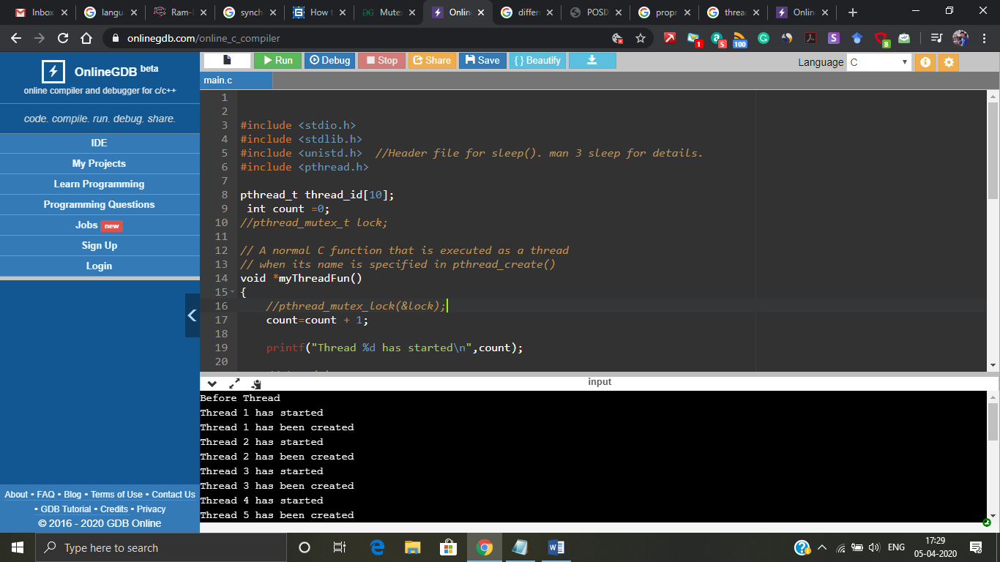 Inbox
langu
Ram-
synch
How t
Mute
Onlin
differ
POSIX
propr
threa
Onlin
onlinegdb.com/online_c_compiler
1
5
100
S
8
OnlineGDB beta
online compiler and debugger for c/c++
code. compile. run. debug. share.
IDE
My Projects
Learn Programming
Programming Questions
Jobs new
Sign Up
Login
About • FAQ • Blog • Terms of Use • Contact Us
• GDB Tutorial • Credits • Privacy
© 2016 - 2020 GDB Online
Run Debug Stop Share Save { } Beautify
Language C
main.c
1
2
3 #include <stdio.h>
4 #include <stdlib.h>
5 #include <unistd.h> //Header file for sleep(). man 3 sleep for details.
6 #include <pthread.h>
7
8 pthread_t thread_id[10];
9 int count =0;
10 //pthread_mutex_t lock;
11
12 // A normal C function that is executed as a thread
13 // when its name is specified in pthread_create()
14 void *myThreadFun()
15 {
16 //pthread_mutex_lock(&lock);
17 count=count + 1;
18
19 printf("Thread %d has started\n",count);
20
input
Before Thread
Thread 1 has started
Thread 1 has been created
Thread 2 has started
Thread 2 has been created
Thread 3 has started
Thread 3 has been created
Thread 4 has started
Thread 5 has been created
Type here to search
ENG
17:29
05-04-2020